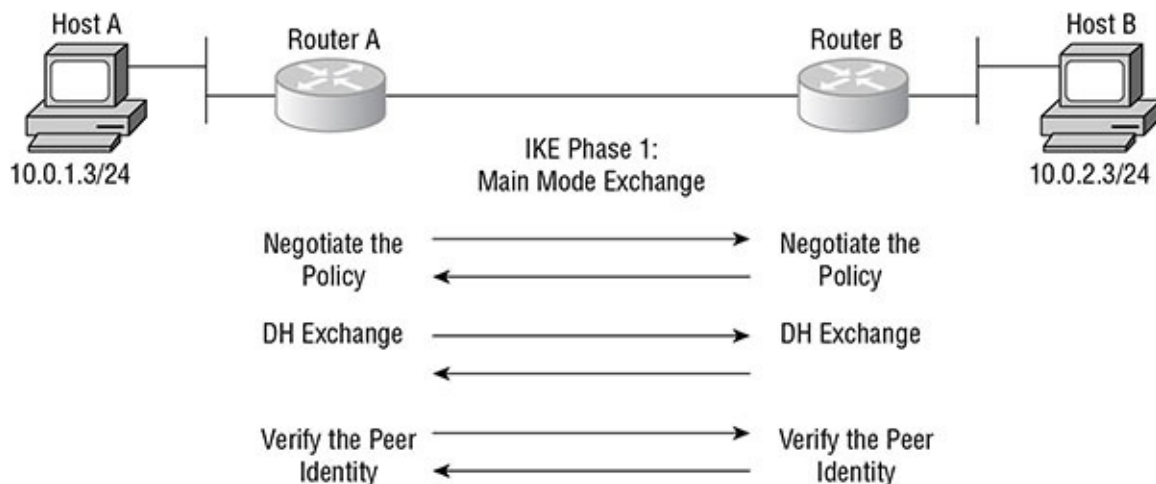 Host A
Router A
Router B
Host B
10.0.1.3/24
10.0.2.3/24
IKE Phase 1:
Main Mode Exchange
Negotiate the
Policy
Negotiate the
Policy
DH Exchange
DH Exchange
Verify the Peer
Identity
Verify the Peer
Identity